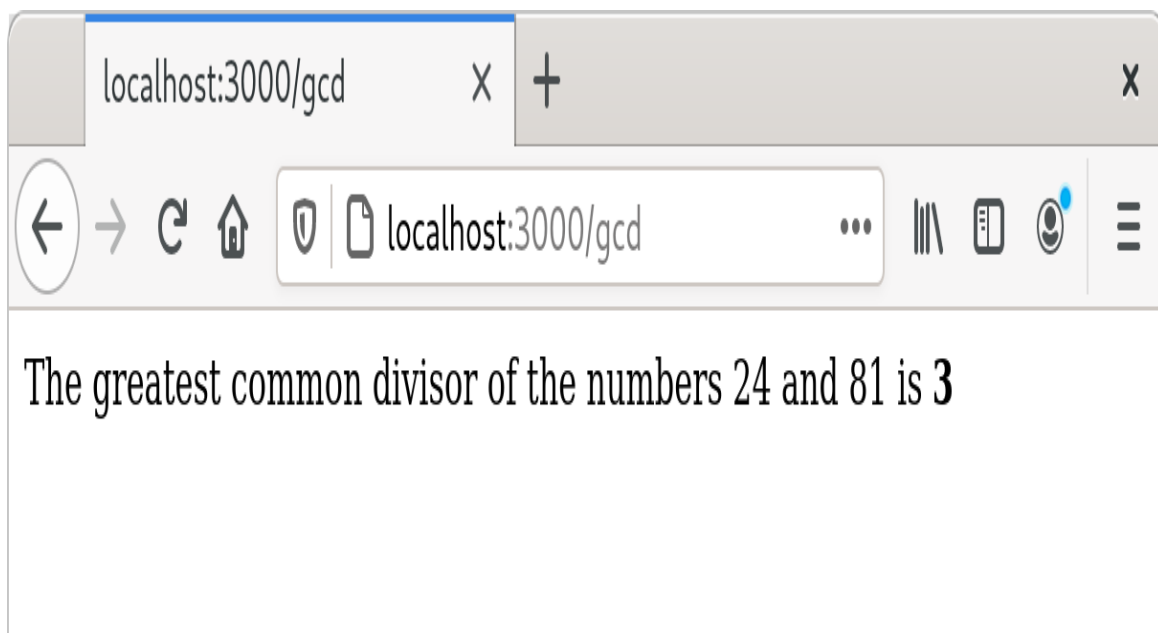 localhost:3000/gcd
localhost:3000/gcd
The greatest common divisor of the numbers 24 and 81 is 3